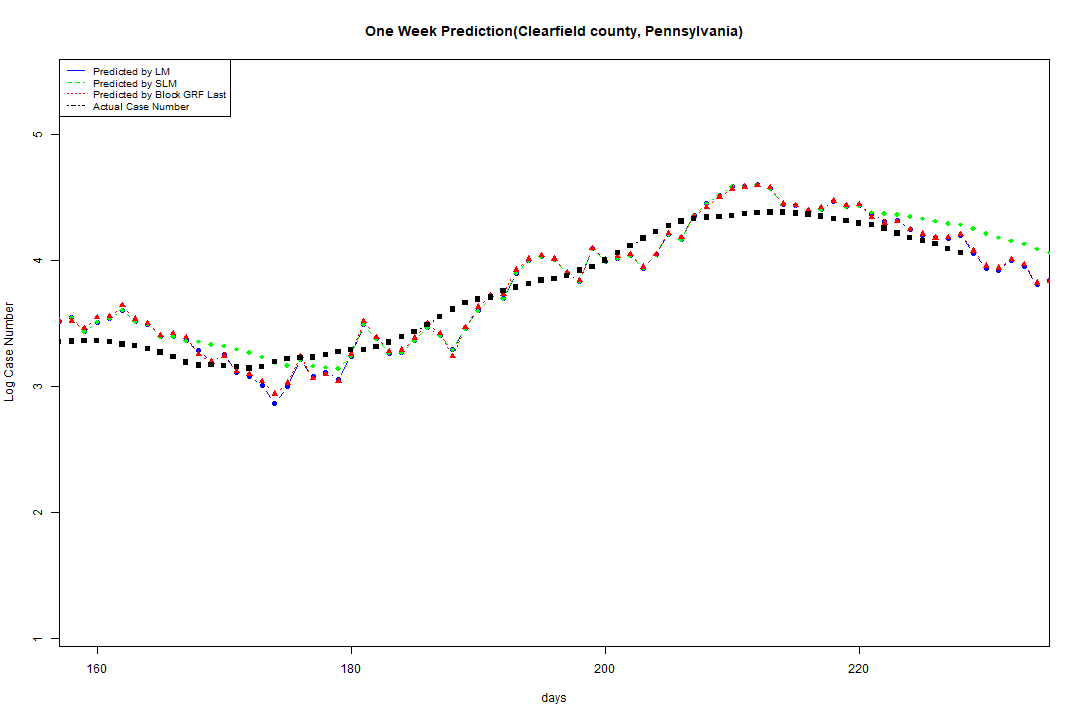 One Week Prediction(Clearfield county, Pennsylvania)
Predicted by LM
Predicted by SLM
Predicted by Block GRF Last
Actual Case Number
5
4
3
2
1
Log Case Number
160 180 200 220
days